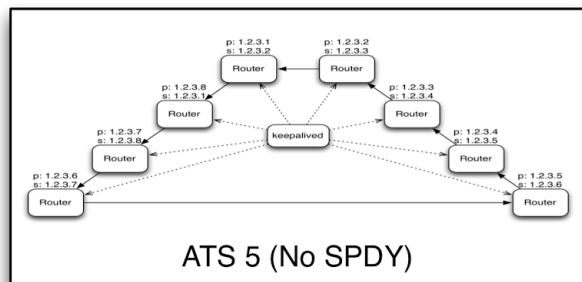 p: 1.2.3.1
s: 1.2.3.2
Router
p: 1.2.3.2
s: 1.2.3.3
Router
p: 1.2.3.8
s: 1.2.3.1
Router
p: 1.2.3.3
s: 1.2.3.4
Router
keepalived
p: 1.2.3.7
s: 1.2.3.8
Router
p: 1.2.3.4
s: 1.2.3.5
Router
p: 1.2.3.6
s: 1.2.3.7
Router
p: 1.2.3.5
s: 1.2.3.6
Router
ATS 5 (No SPDY)